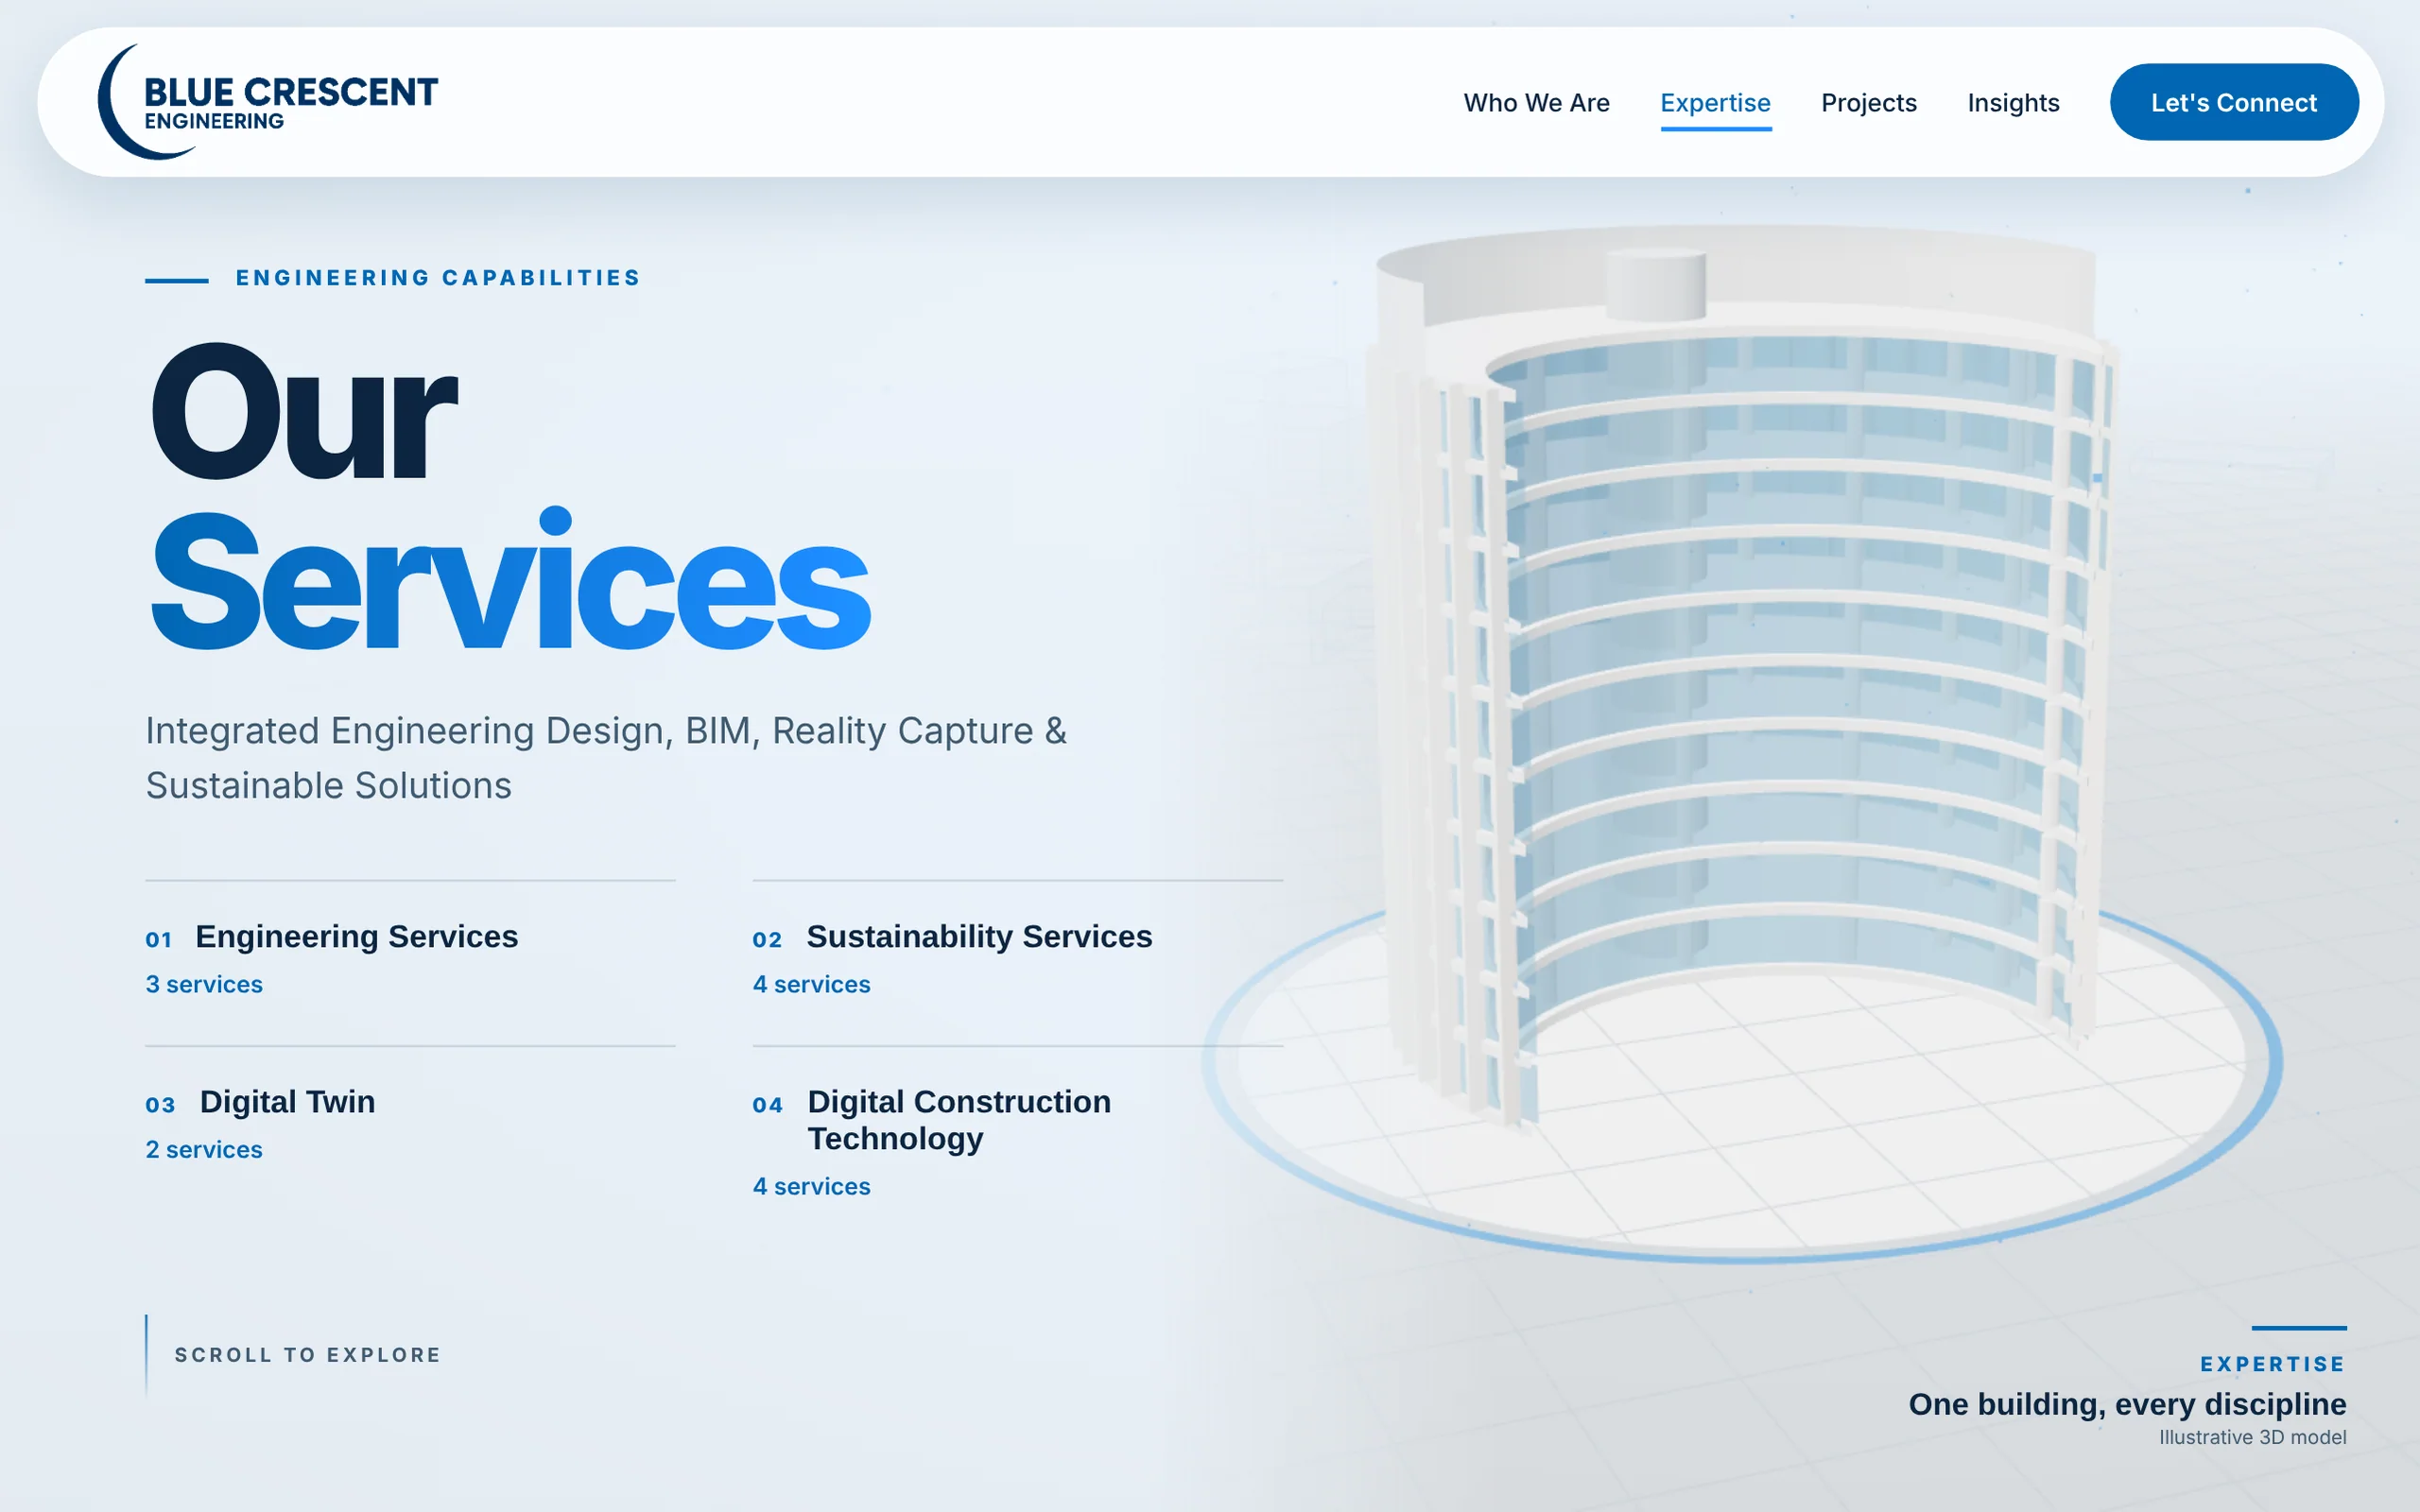 BLUE CRESCENT
ENGINEERING
Who We Are
Expertise
Projects
Insights
Let's Connect
ENGINEERING CAPABILITIES
Our
Services
Integrated Engineering Design, BIM, Reality Capture &
Sustainable Solutions
01 Engineering Services
3 services
02 Sustainability Services
4 services
03 Digital Twin
2 services
04 Digital Construction
Technology
4 services
SCROLL TO EXPLORE
EXPERTISE
One building, every discipline
Illustrative 3D model